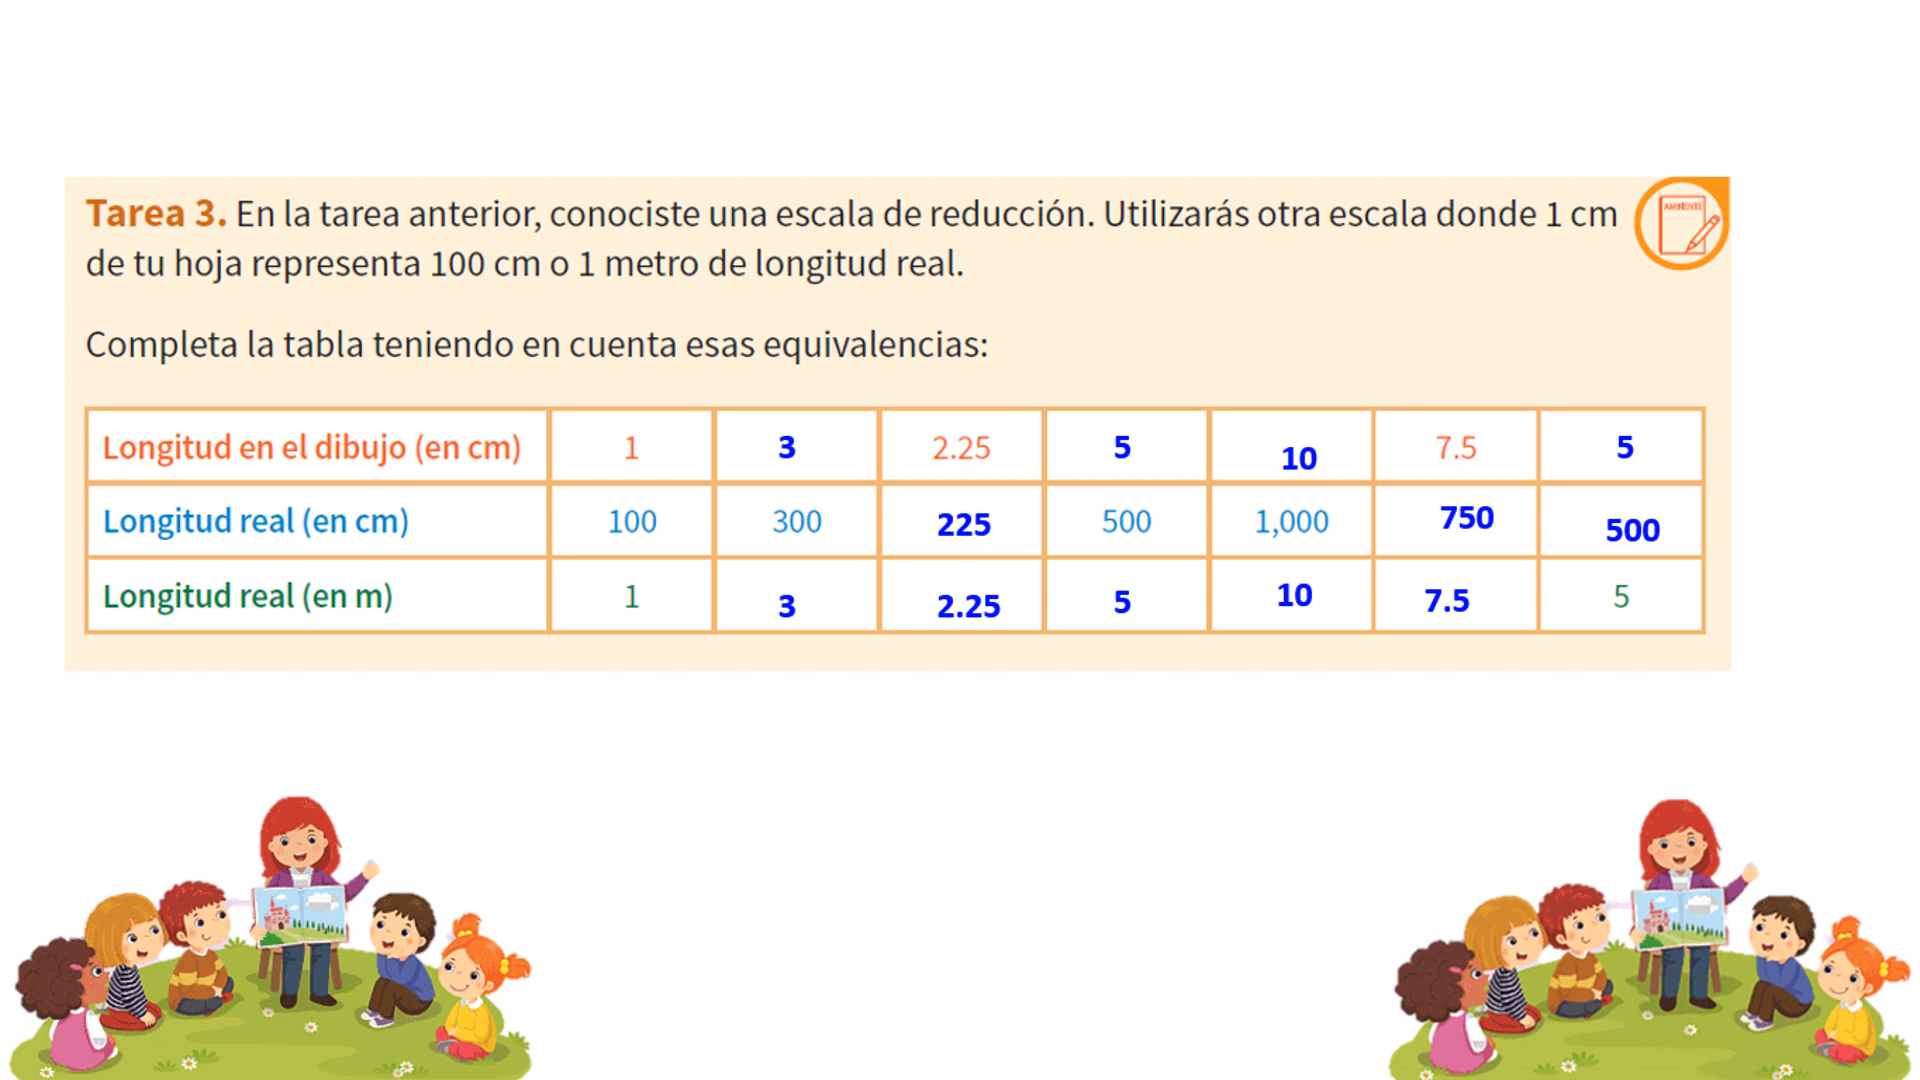 Tarea 3. En la tarea anterior, conociste una escala de reducción. Utilizarás otra escala donde 1 cm
de tu hoja representa 100 cm o 1 metro de longitud real.
AMBIENTE
Completa la tabla teniendo en cuenta esas equivalencias:
Longitud en el dibujo (en cm) 1 3 2.25 5 10 7.5 5
Longitud real (en cm) 100 300 225 500 1,000 750 500
Longitud real (en m) 1 3 2.25 5 10 7.5 5